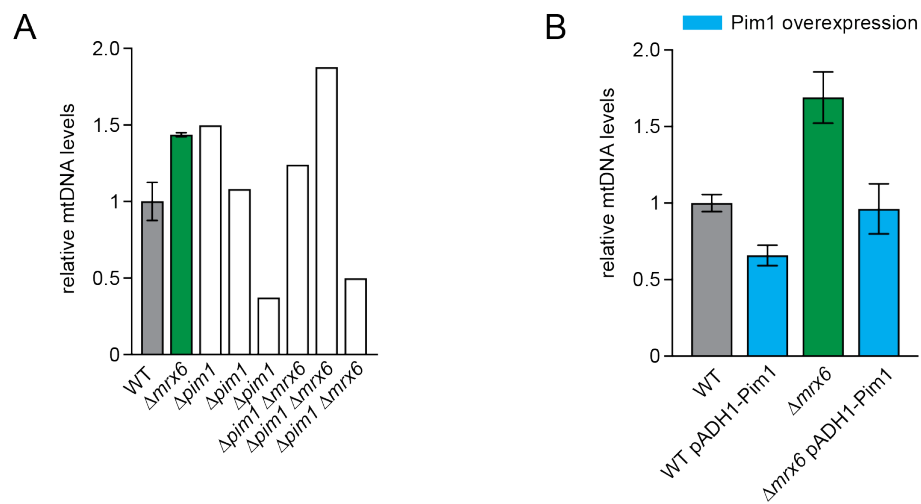 A
relative mtDNA levels
2.0
1.5
1
0.5
0
WT
Δmrx6
Δpim1
Δpim1
Δpim1
Δpim1 Δmrx6
Δpim1 Δmrx6
Δpim1 Δmrx6
B
Pim1 overexpression
relative mtDNA levels
2.0
1.5
1
0.5
0
WT
WT pADH1-Pim1
Δmrx6
Δmrx6 pADH1-Pim1